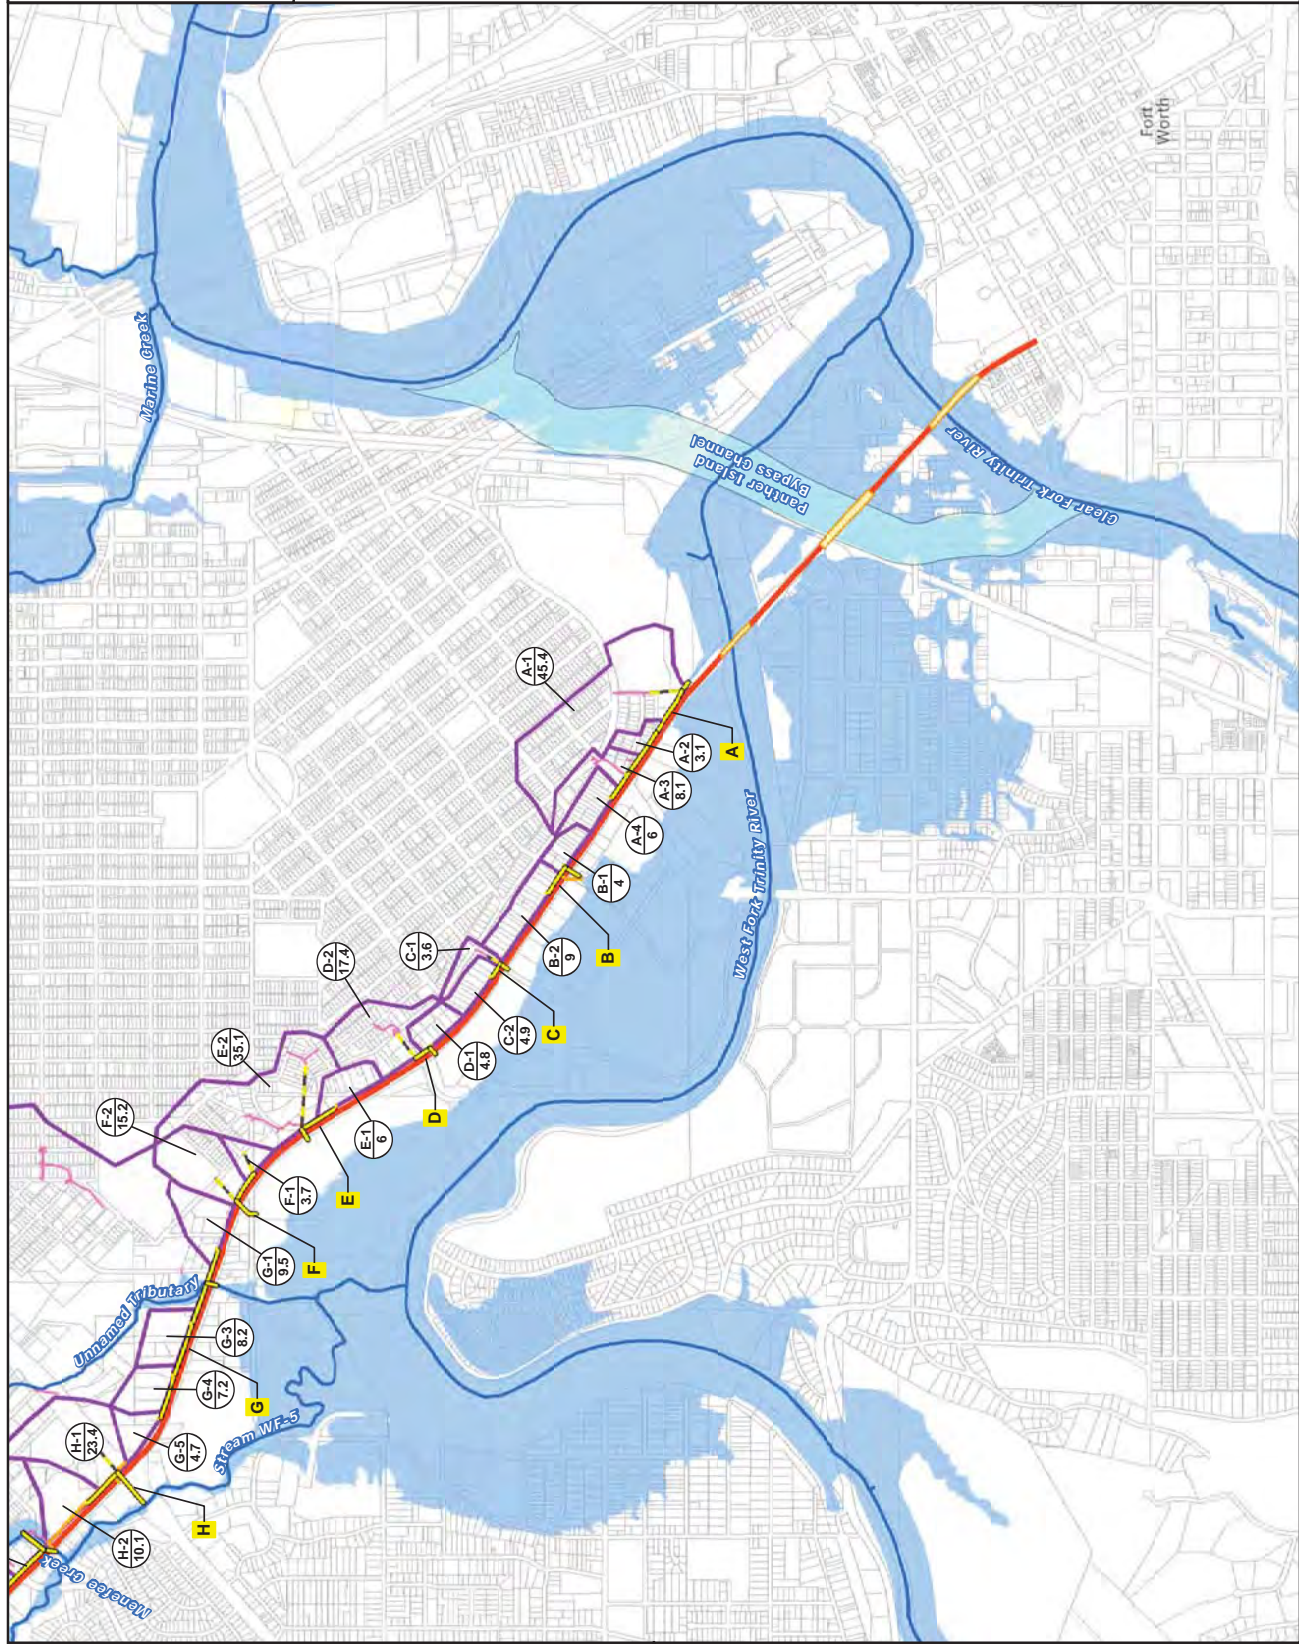 Marine Creek
Fort
Worth
Panther Island
Bypass Channel
Clear Fork Trinity River
West Fork Trinity River
A-1
45.4
A-2
3.1
A
A-3
8.1
A-4
6
B-1
4
B-2
9
B
C-1
3.6
C-2
4.9
C
D-2
17.4
D-1
4.8
D
E-2
35.1
E-1
6
E
F-2
15.2
F-1
3.7
F
G-1
9.5
Unnamed Tributary
G-3
8.2
G-4
7.2
G
G-5
4.7
Stream WF-5
H-1
23.4
H
H-2
10.1
Menefee Creek